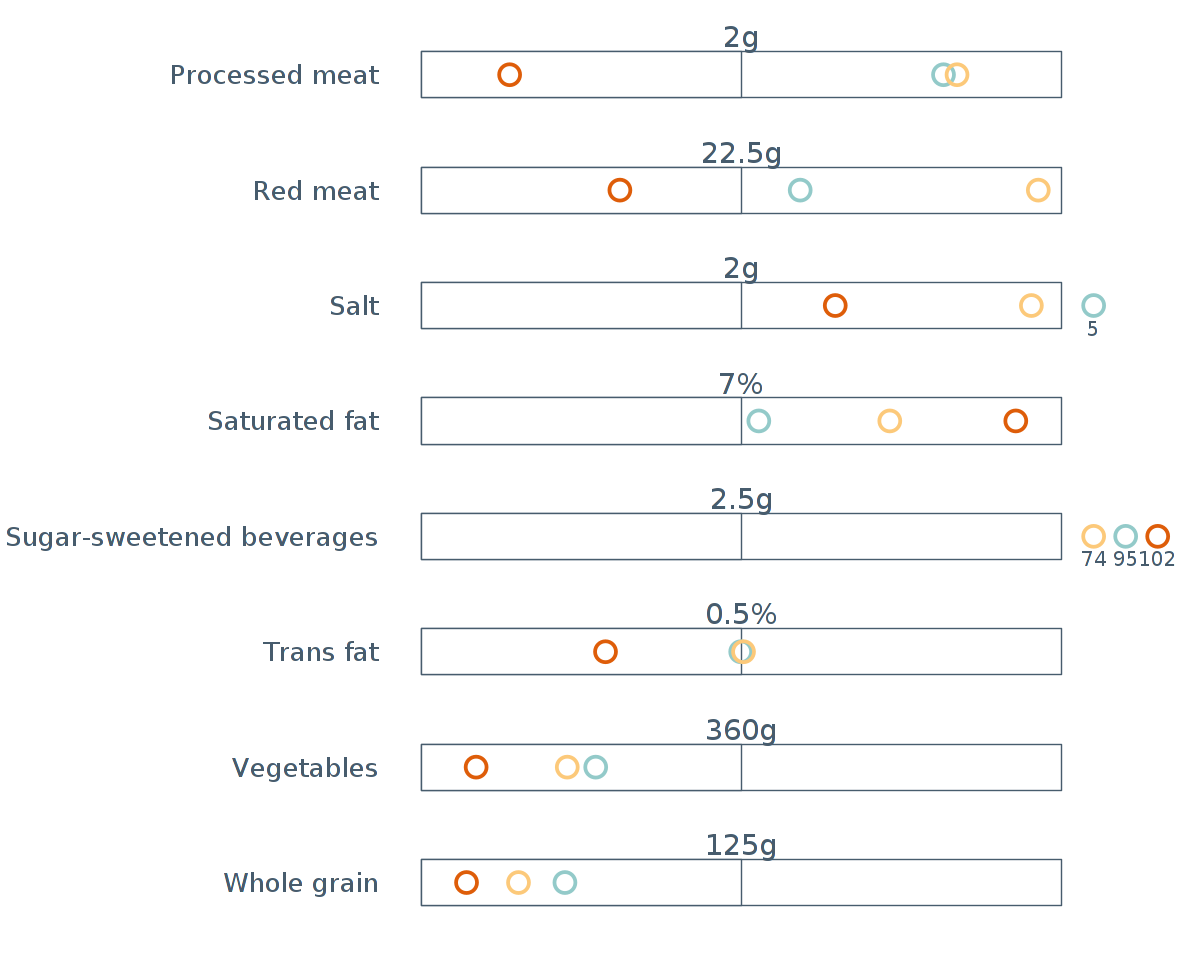 2g
Processed meat
22.5g
Red meat
2g
Salt
5
7%
Saturated fat
2.5g
Sugar-sweetened beverages
74 95 102
0.5%
Trans fat
360g
Vegetables
125g
Whole grain